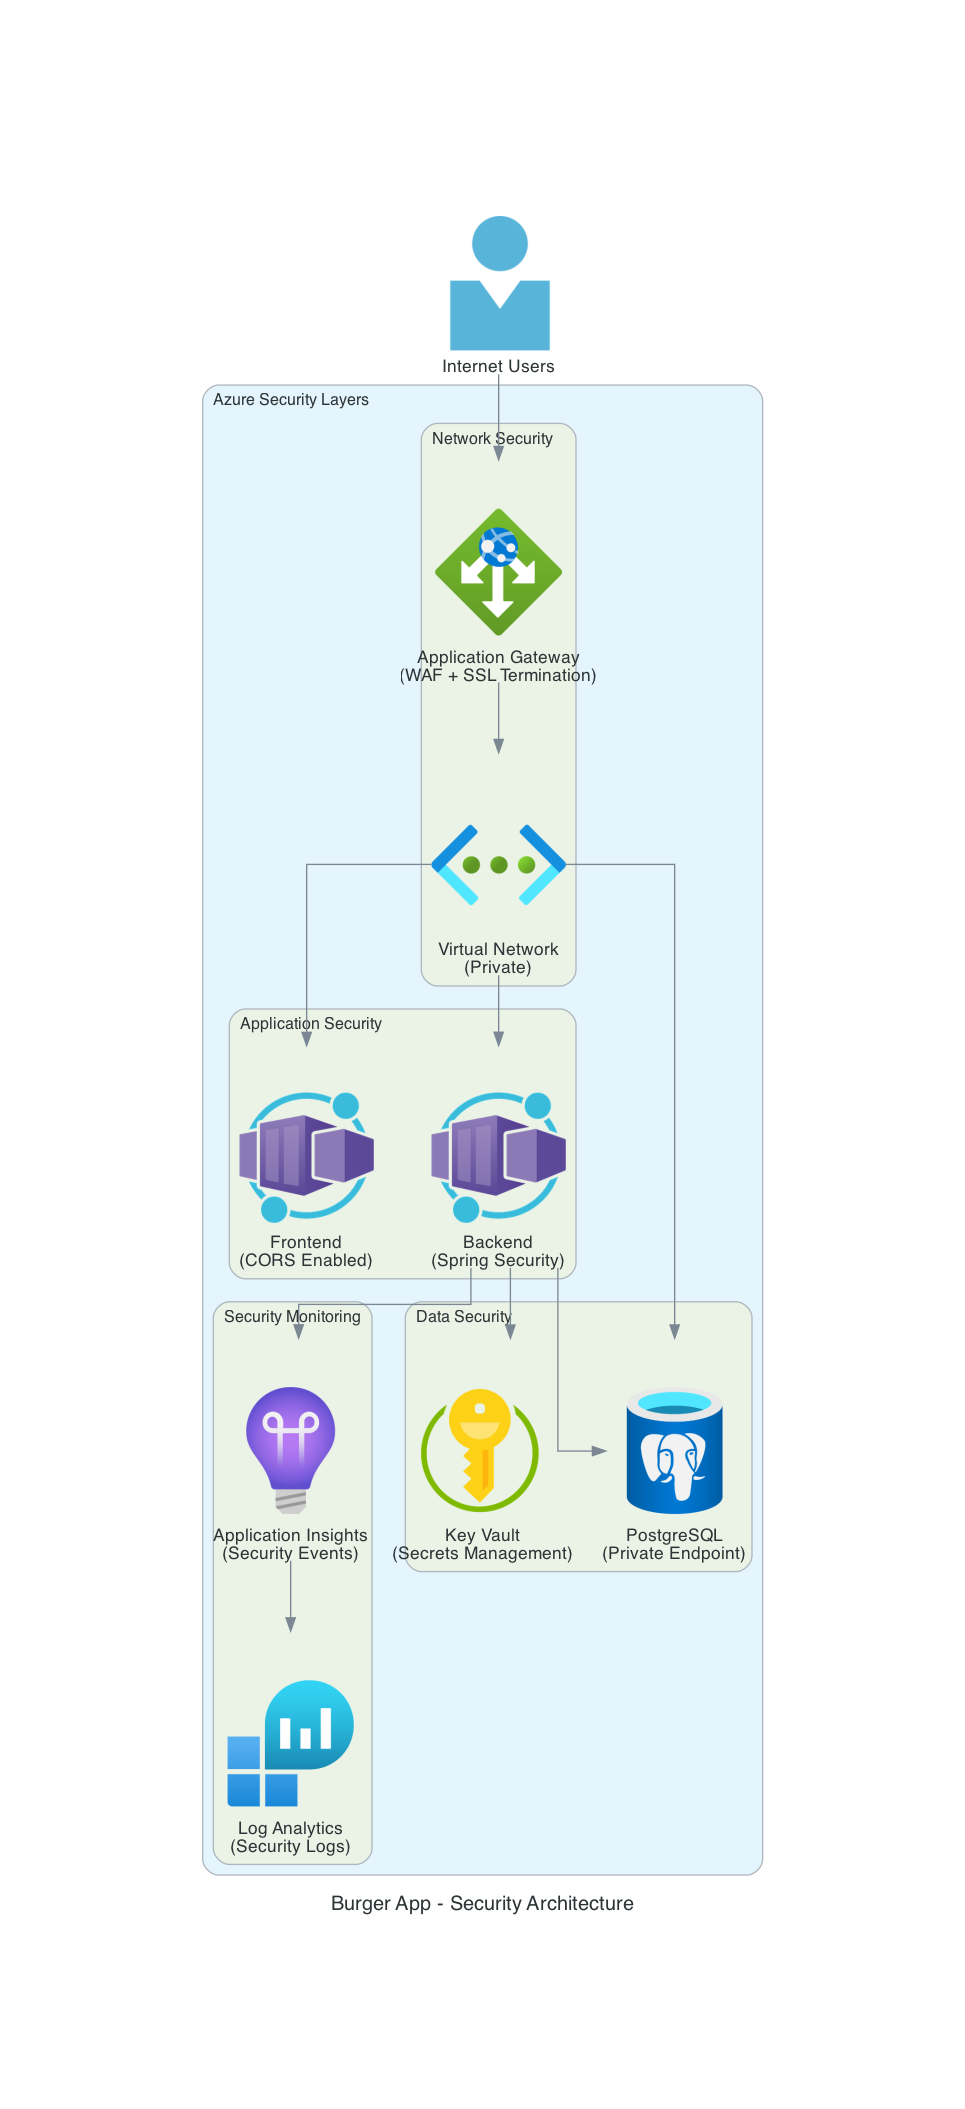 Internet Users
Azure Security Layers
Network Security
Application Gateway
(WAF + SSL Termination)
Virtual Network
(Private)
Application Security
Frontend
(CORS Enabled)
Backend
(Spring Security)
Security Monitoring
Data Security
Application Insights
(Security Events)
Key Vault
(Secrets Management)
PostgreSQL
(Private Endpoint)
Log Analytics
(Security Logs)
Burger App - Security Architecture